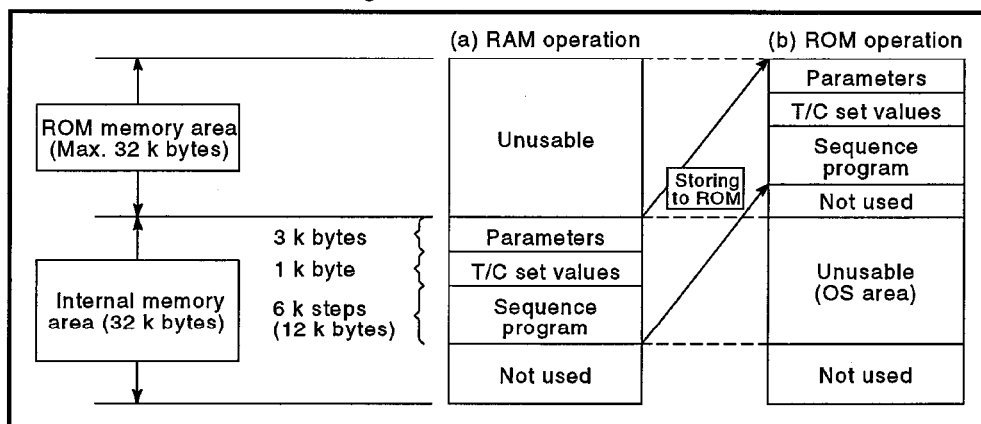 (a) RAM operation
(b) ROM operation
ROM memory area
(Max. 32 k bytes)
Internal memory
area (32 k bytes)
3 k bytes
1 k byte
6 k steps
(12 k bytes)
Unusable
Parameters
T/C set values
Sequence
program
Not used
Storing
to ROM
Parameters
T/C set values
Sequence
program
Not used
Unusable
(OS area)
Not used